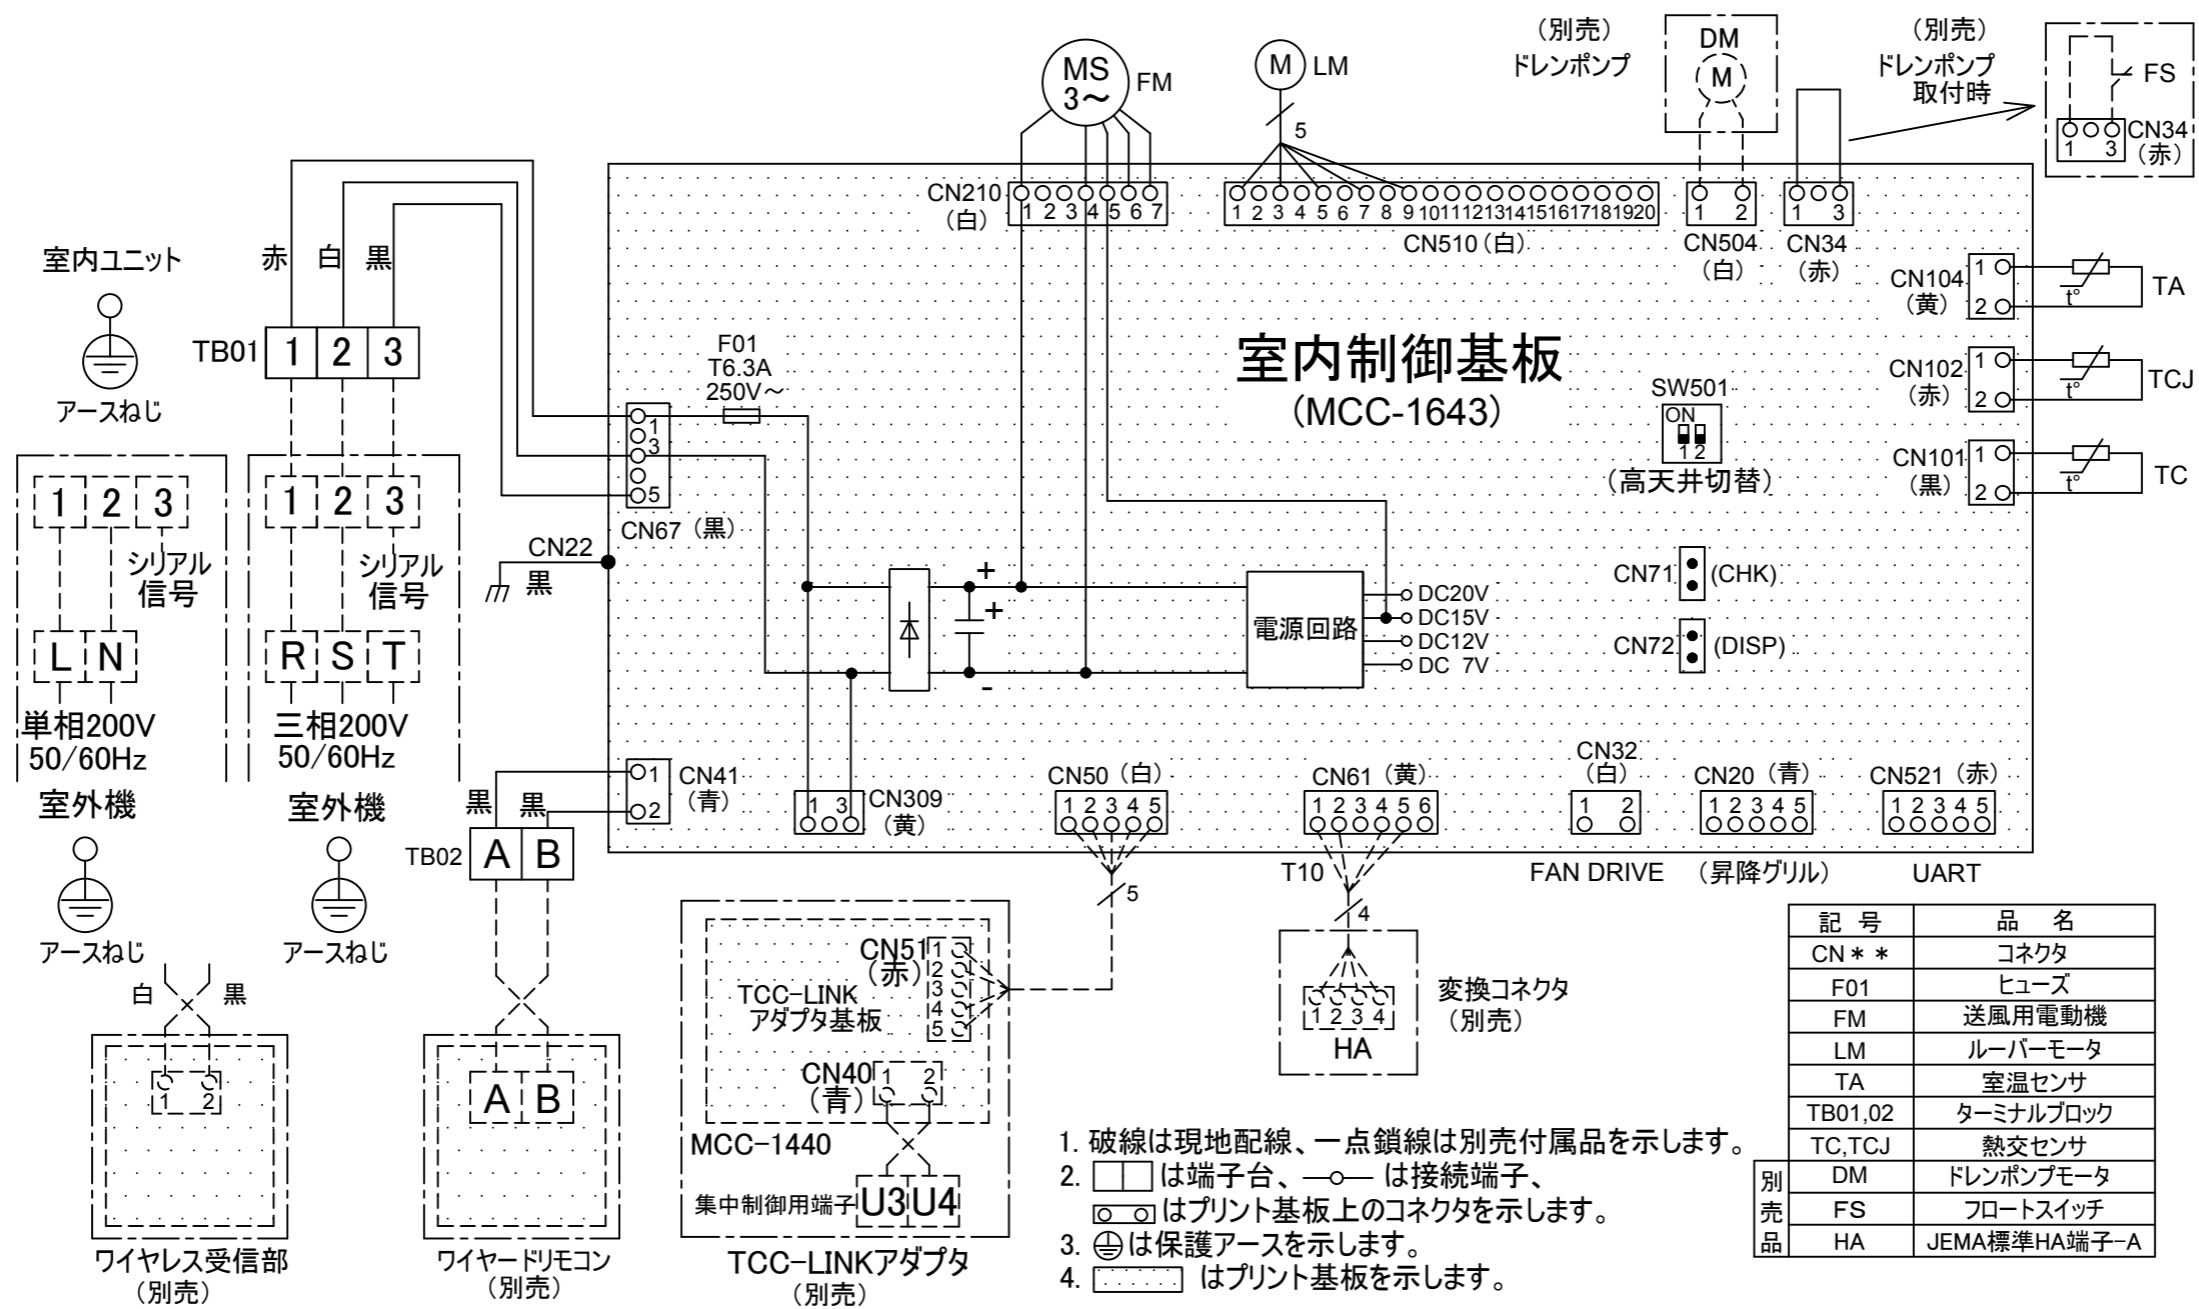 (別売)
ドレンポンプ
DM
M
(別売)
ドレンポンプ
取付時
FS
CN34
(赤)
1 3
MS
3～
FM
M
LM
5
CN210
(白)
1 2 3 4 5 6 7
1 2 3 4 5 6 7 8 9 10 11 12 13 14 15 16 17 18 19 20
CN510 (白)
1 2
CN504
(白)
1 3
CN34
(赤)
室内ユニット
アースねじ
赤 白 黒
TB01
1 2 3
F01
T6.3A
250V～
室内制御基板
(MCC-1643)
SW501
ON
1 2
(高天井切替)
CN104
(黄)
1
2
t°
TA
CN102
(赤)
1
2
t°
TCJ
CN101
(黒)
1
2
t°
TC
1
3
5
CN67 (黒)
CN22
黒
1 2 3
シリアル
信号
L N
単相200V
50/60Hz
室外機
アースねじ
1 2 3
シリアル
信号
R S T
三相200V
50/60Hz
室外機
アースねじ
+
+
-
電源回路
DC20V
DC15V
DC12V
DC 7V
CN71
(CHK)
CN72
(DISP)
1
2
CN41
(青)
黒 黒
TB02
A B
1 3
CN309
(黄)
CN50 (白)
1 2 3 4 5
5
CN61 (黄)
1 2 3 4 5 6
T10
4
CN32
(白)
1 2
FAN DRIVE
CN20 (青)
1 2 3 4 5
(昇降グリル)
CN521 (赤)
1 2 3 4 5
UART
白 黒
1 2
ワイヤレス受信部
(別売)
A B
ワイヤードリモコン
(別売)
CN51
(赤)
1
2
3
4
5
TCC-LINK
アダプタ基板
CN40
(青)
1 2
MCC-1440
集中制御用端子
U3 U4
TCC-LINKアダプタ
(別売)
1 2 3 4
HA
変換コネクタ
(別売)
1. 破線は現地配線、一点鎖線は別売付属品を示します。
2. は端子台、 は接続端子、
はプリント基板上のコネクタを示します。
3. は保護アースを示します。
4. はプリント基板を示します。
記 号 品 名
CN＊＊ コネクタ
F01 ヒューズ
FM 送風用電動機
LM ルーバーモータ
TA 室温センサ
TB01,02 ターミナルブロック
TC,TCJ 熱交センサ
別売品
DM ドレンポンプモータ
FS フロートスイッチ
HA JEMA標準HA端子-A